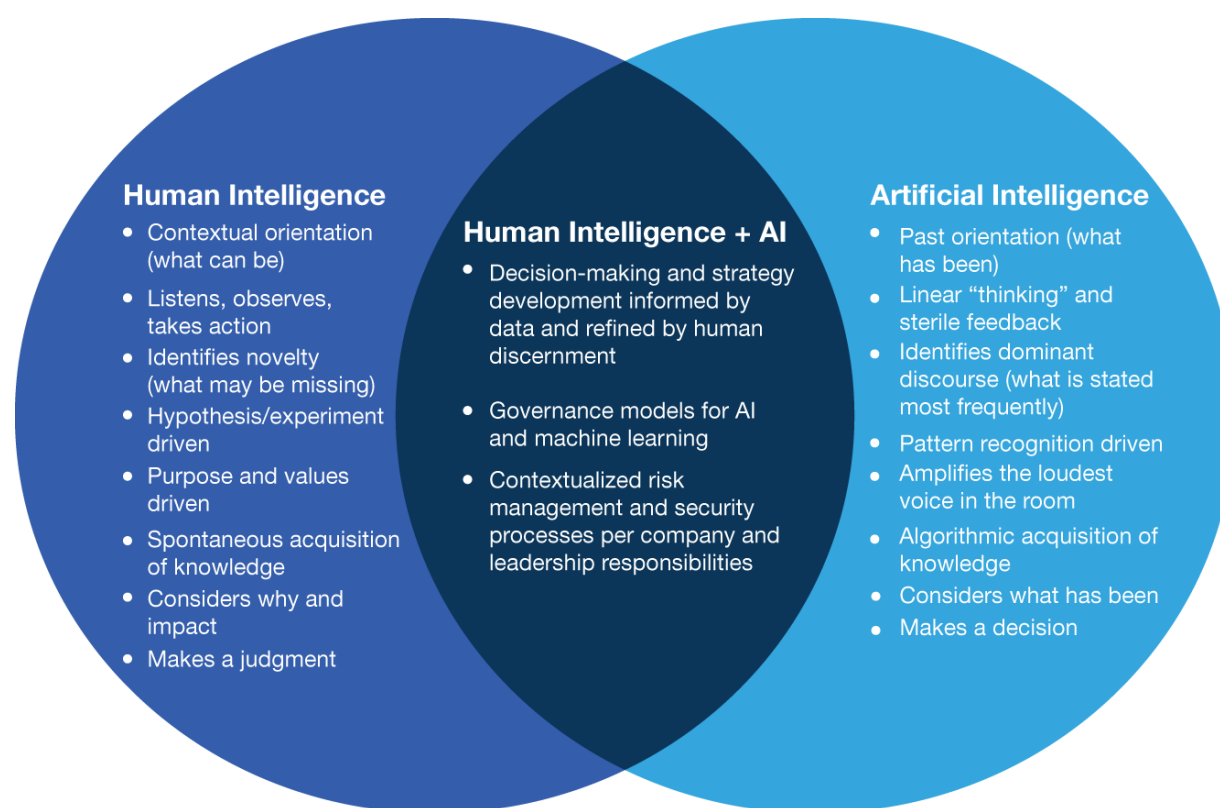 Human Intelligence
• Contextual orientation
(what can be)
• Listens, observes,
takes action
• Identifies novelty
(what may be missing)
• Hypothesis/experiment
driven
• Purpose and values
driven
• Spontaneous acquisition
of knowledge
• Considers why and
impact
• Makes a judgment
Human Intelligence + AI
• Decision-making and strategy
development informed by
data and refined by human
discernment
• Governance models for AI
and machine learning
• Contextualized risk
management and security
processes per company and
leadership responsibilities
Artificial Intelligence
• Past orientation (what
has been)
• Linear “thinking” and
sterile feedback
• Identifies dominant
discourse (what is stated
most frequently)
• Pattern recognition driven
• Amplifies the loudest
voice in the room
• Algorithmic acquisition of
knowledge
• Considers what has been
• Makes a decision